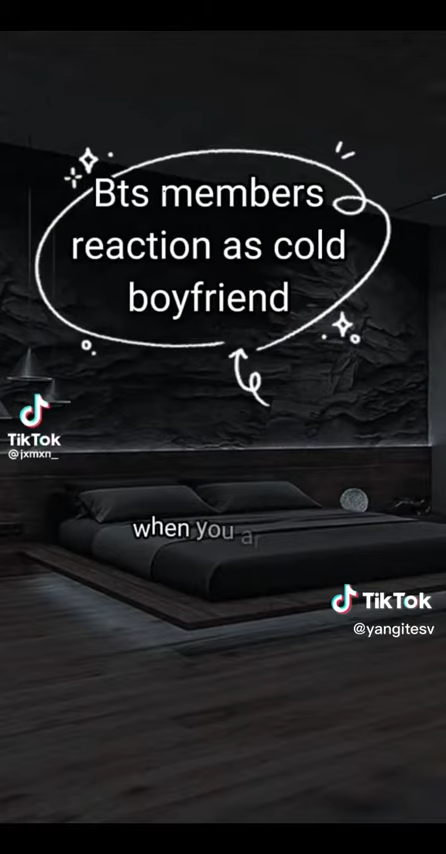 Bts members
reaction as cold
boyfriend
TikTok
@jxmxn_
when you
TikTok
@yangitesv